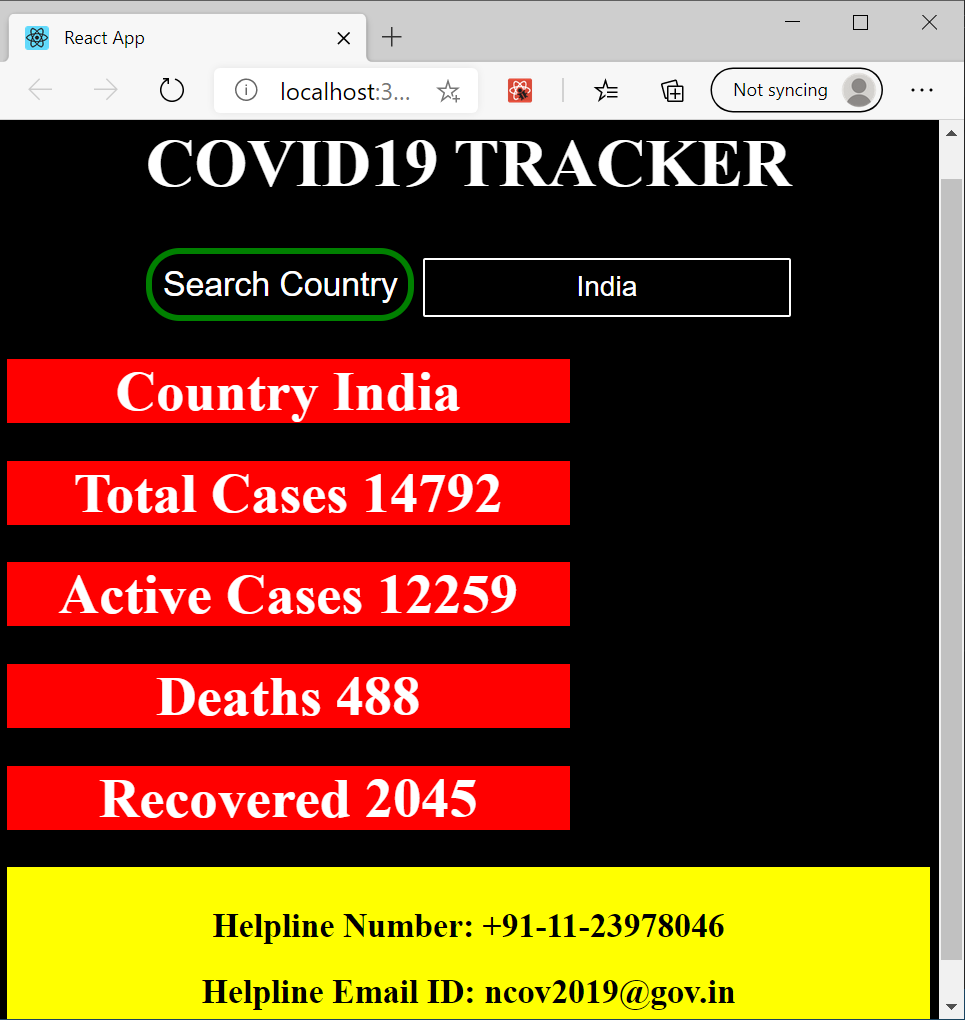 React App
localhost:3...
Not syncing
COVID19 TRACKER
Search Country
India
Country India
Total Cases 14792
Active Cases 12259
Deaths 488
Recovered 2045
Helpline Number: +91-11-23978046
Helpline Email ID: ncov2019@gov.in